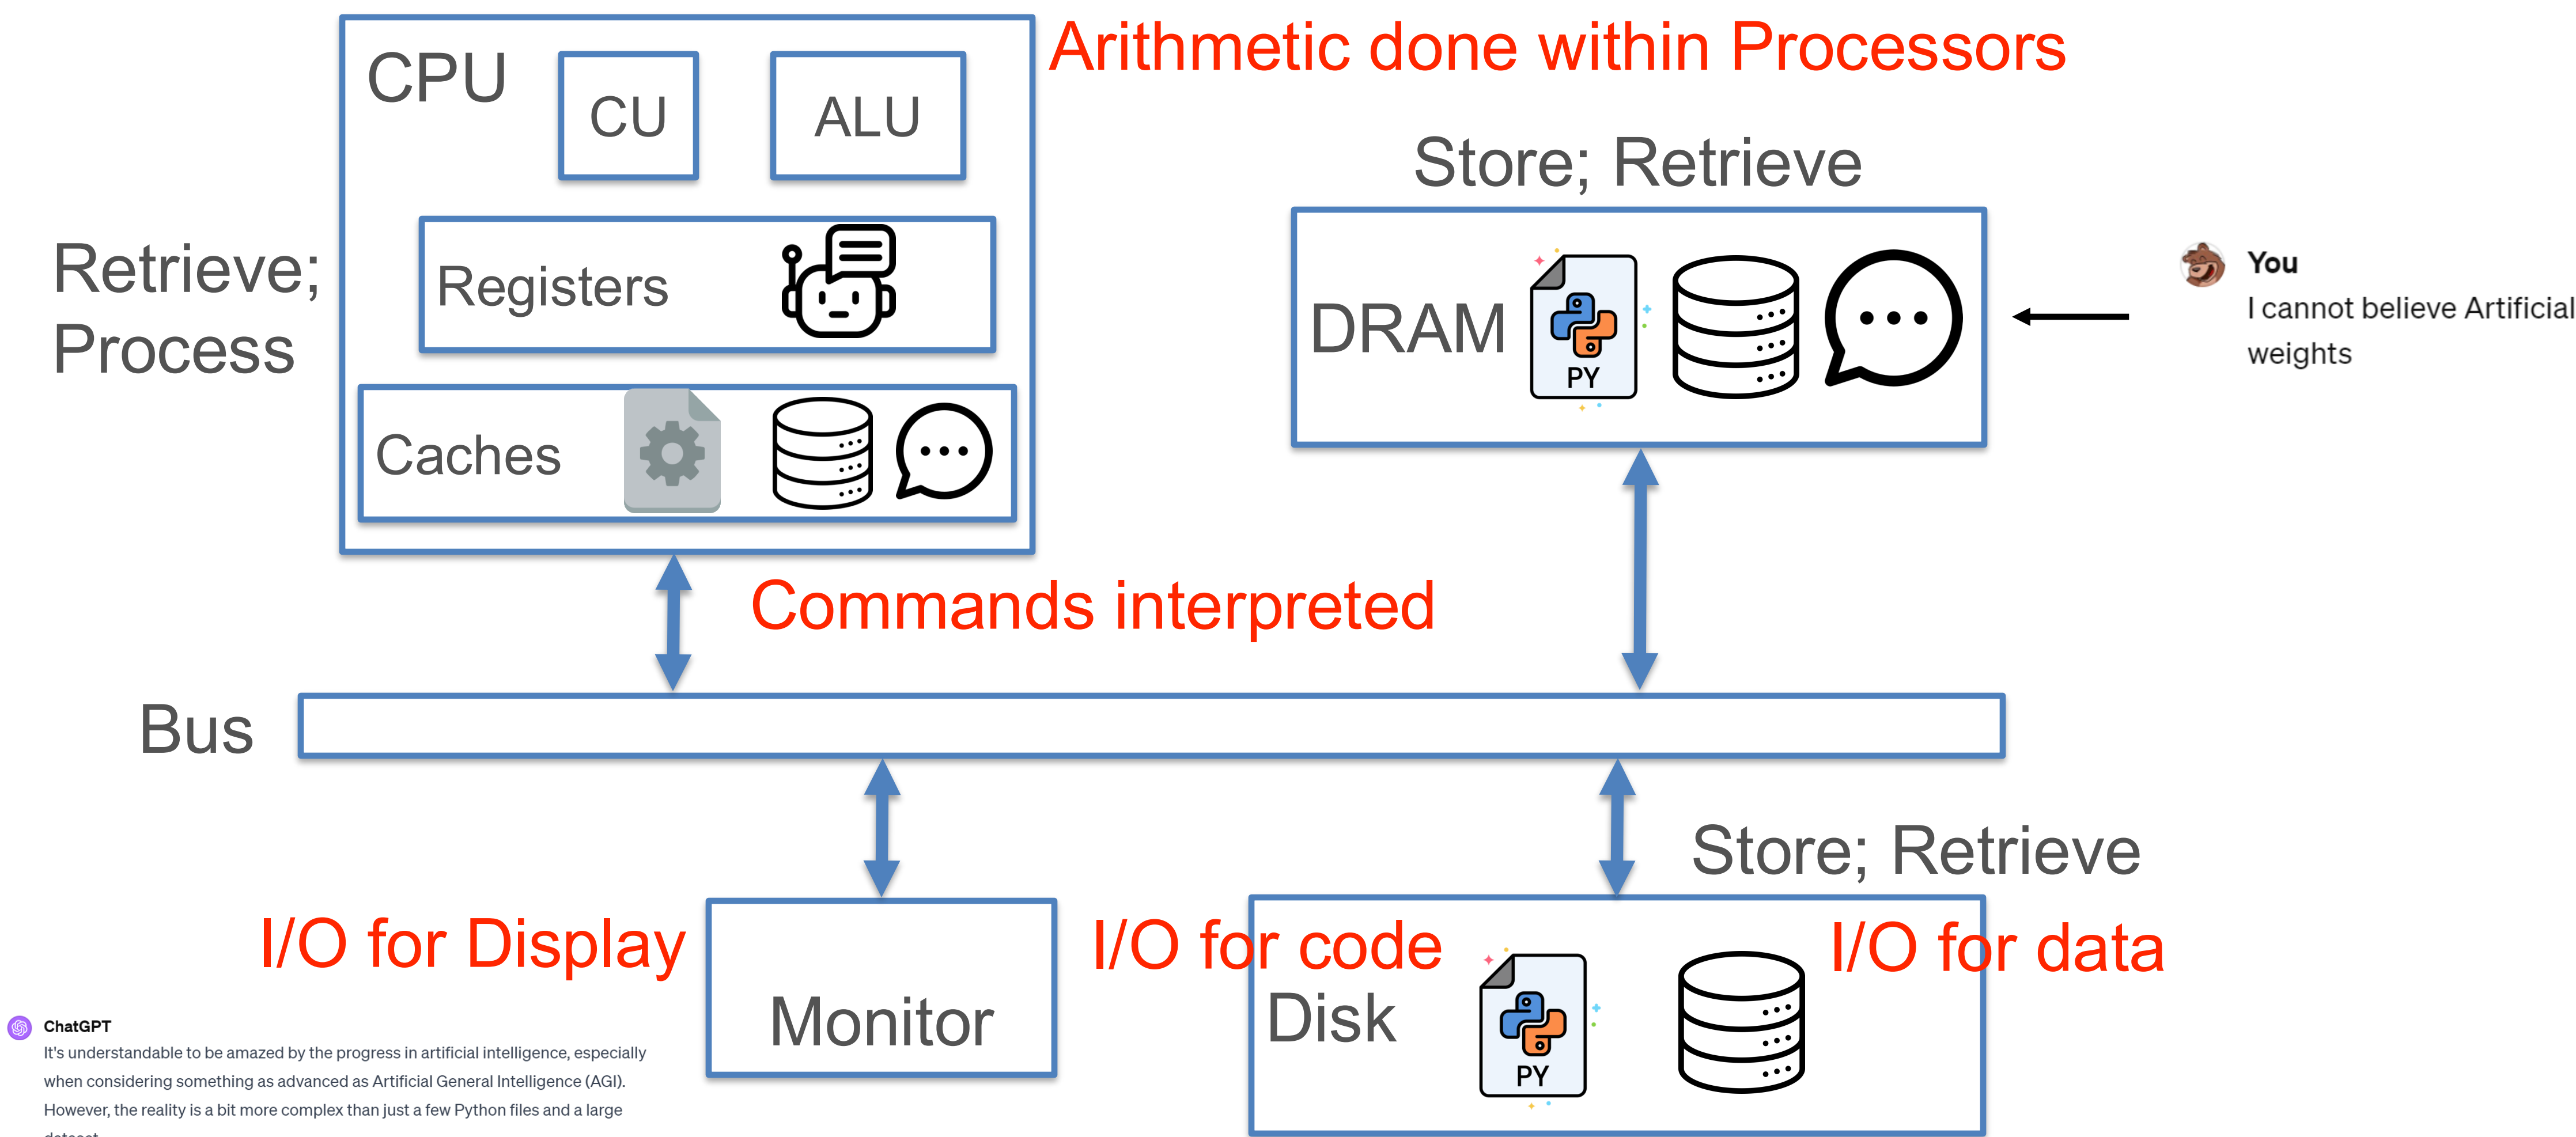 CPU
CU
ALU
Arithmetic done within Processors
Store; Retrieve
Retrieve;
Process
Registers
Caches
DRAM
PY
You
I cannot believe Artificial
weights
Commands interpreted
Bus
Store; Retrieve
I/O for Display
Monitor
I/O for code
I/O for data
Disk
PY
ChatGPT
It's understandable to be amazed by the progress in artificial intelligence, especially
when considering something as advanced as Artificial General Intelligence (AGI).
However, the reality is a bit more complex than just a few Python files and a large